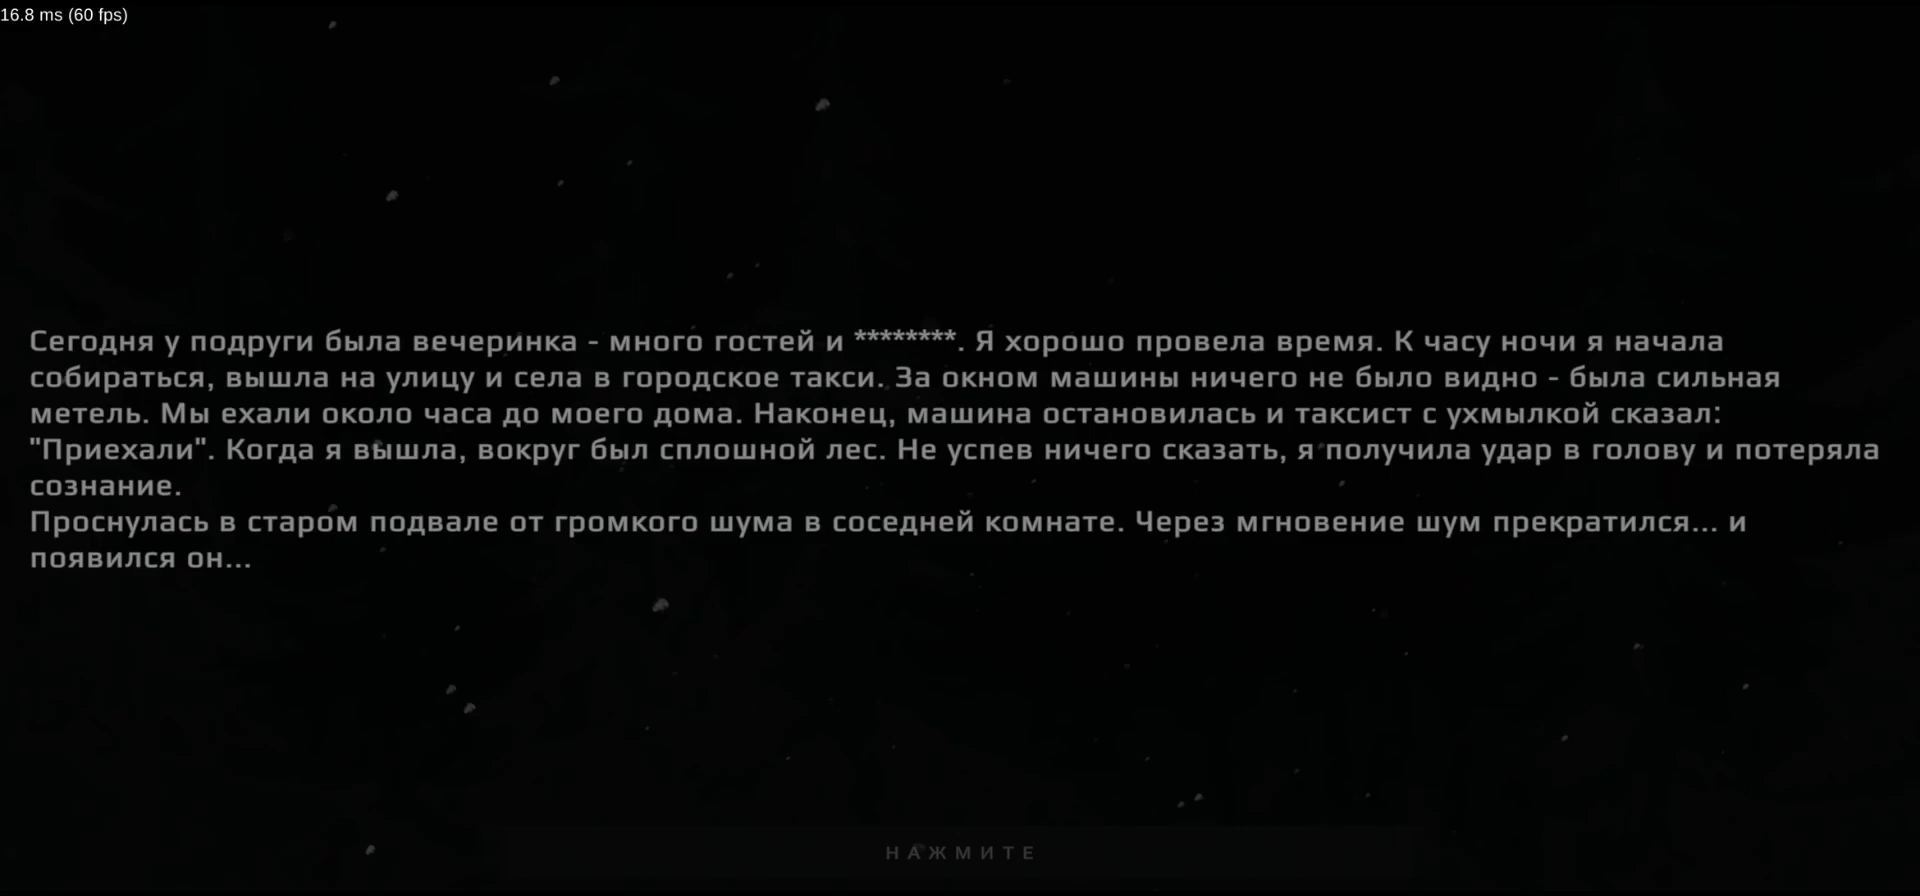 16.8 ms (60 fps)
Сегодня у подруги была вечеринка - много гостей и ********. Я хорошо провела время. К часу ночи я начала
собираться, вышла на улицу и села в городское такси. За окном машины ничего не было видно - была сильная
метель. Мы ехали около часа до моего дома. Наконец, машина остановилась и таксист с ухмылкой сказал:
"Приехали". Когда я вышла, вокруг был сплошной лес. Не успев ничего сказать, я получила удар в голову и потеряла
сознание.
Проснулась в старом подвале от громкого шума в соседней комнате. Через мгновение шум прекратился... и
появился он...
НАЖМИТЕ